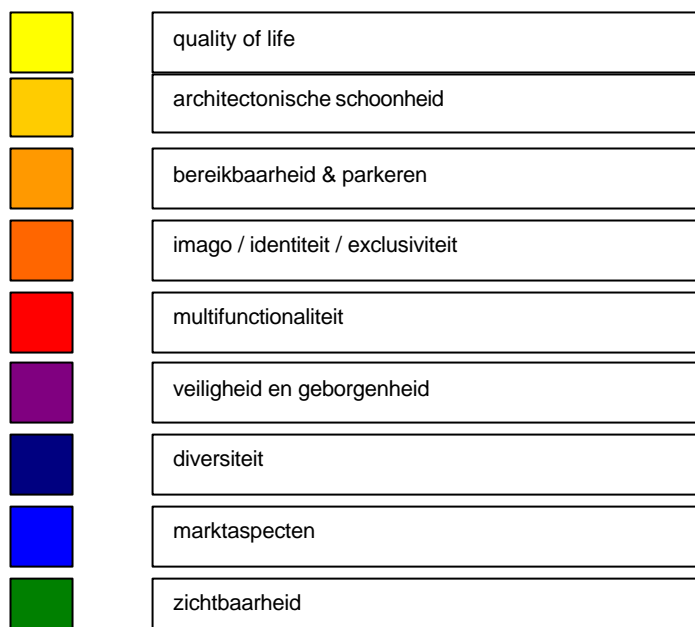 quality of life
architectonische schoonheid
bereikbaarheid & parkeren
imago / identiteit / exclusiviteit
multifunctionaliteit
veiligheid en geborgenheid
diversiteit
marktaspecten
zichtbaarheid